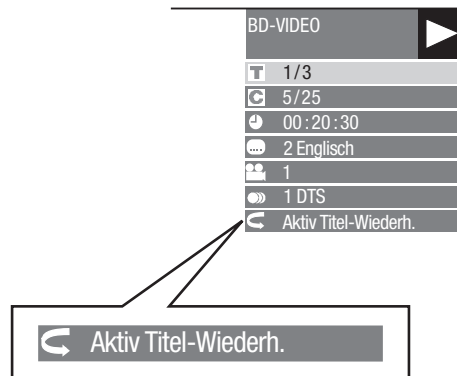 BD-VIDEO
T 1/3
C 5/25
00:20:30
2 Englisch
1
1 DTS
Aktiv Titel-Wiederh.
Aktiv Titel-Wiederh.